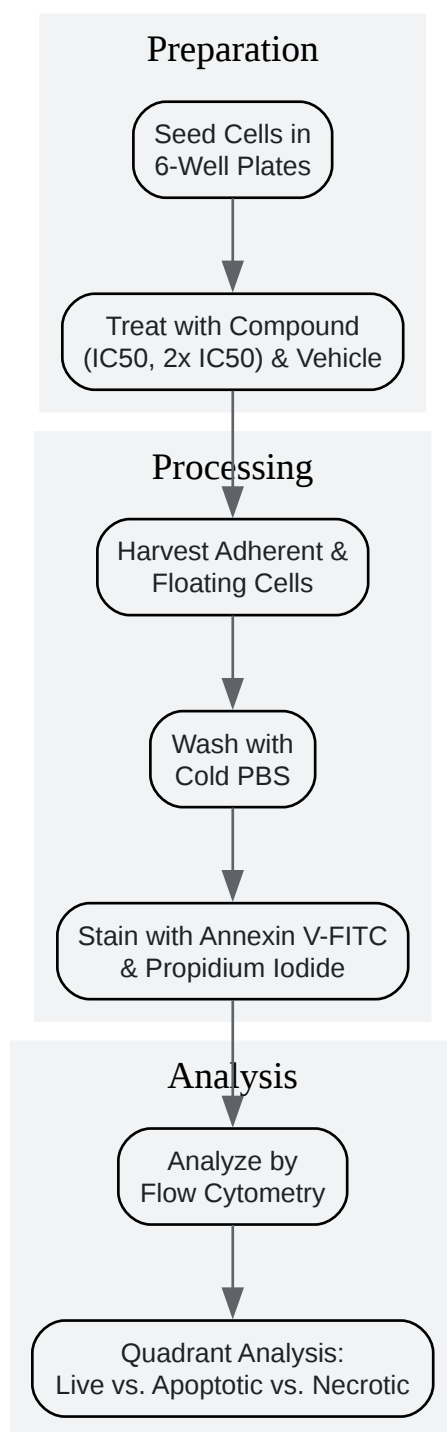 Preparation
Seed Cells in
6-Well Plates
Treat with Compound
(IC50, 2x IC50) & Vehicle
Processing
Harvest Adherent &
Floating Cells
Wash with
Cold PBS
Stain with Annexin V-FITC
& Propidium Iodide
Analysis
Analyze by
Flow Cytometry
Quadrant Analysis:
Live vs. Apoptotic vs. Necrotic